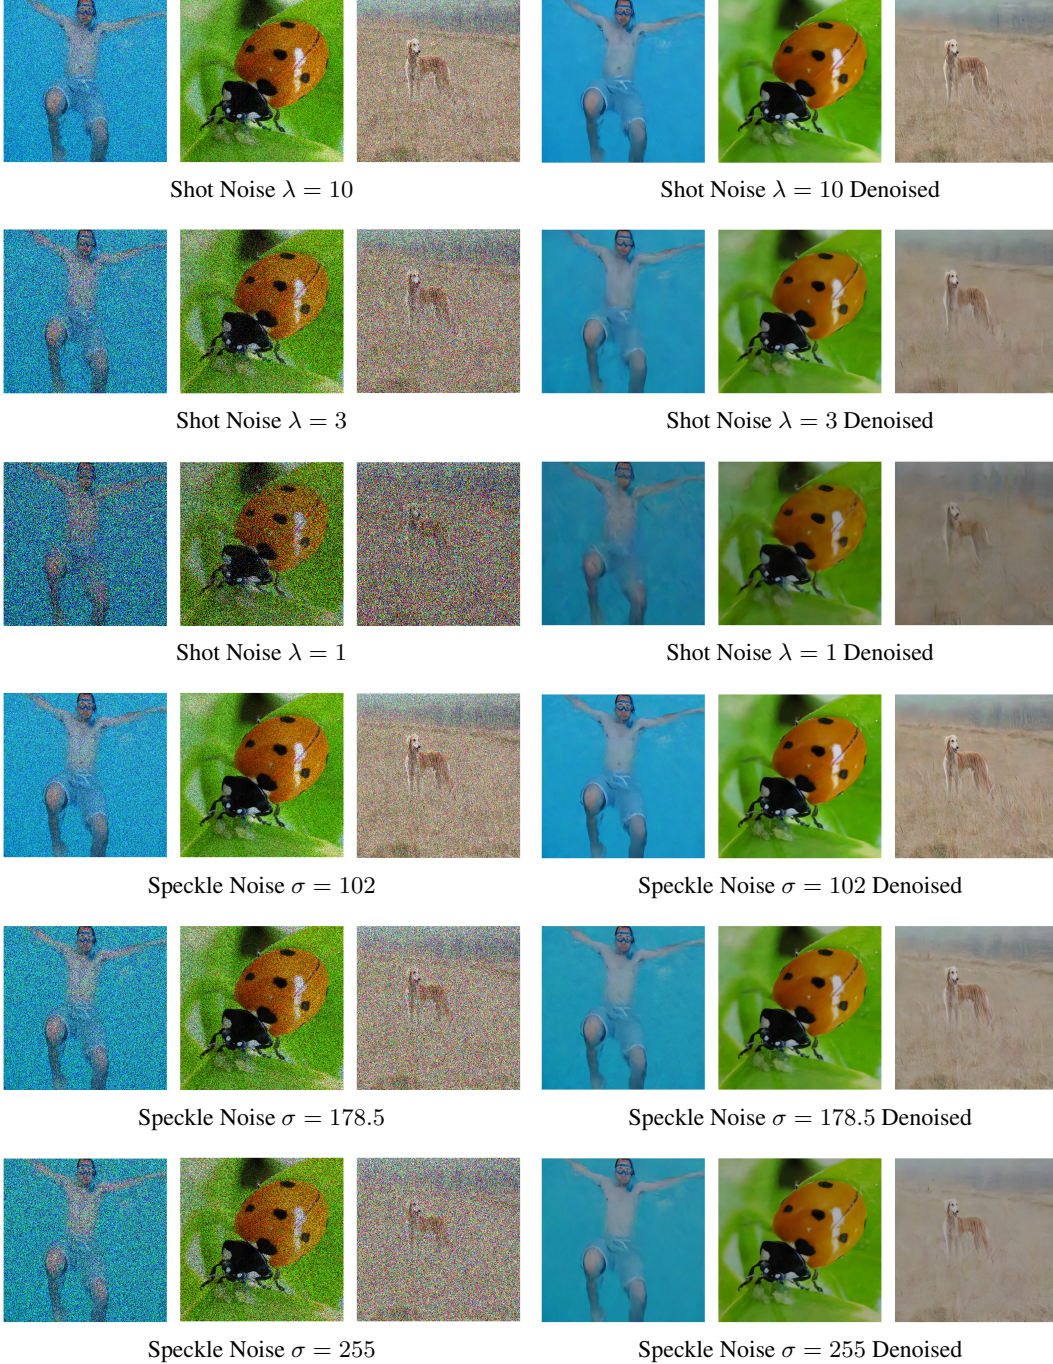 Shot Noise λ = 10
Shot Noise λ = 10 Denoised
Shot Noise λ = 3
Shot Noise λ = 3 Denoised
Shot Noise λ = 1
Shot Noise λ = 1 Denoised
Speckle Noise σ = 102
Speckle Noise σ = 102 Denoised
Speckle Noise σ = 178.5
Speckle Noise σ = 178.5 Denoised
Speckle Noise σ = 255
Speckle Noise σ = 255 Denoised